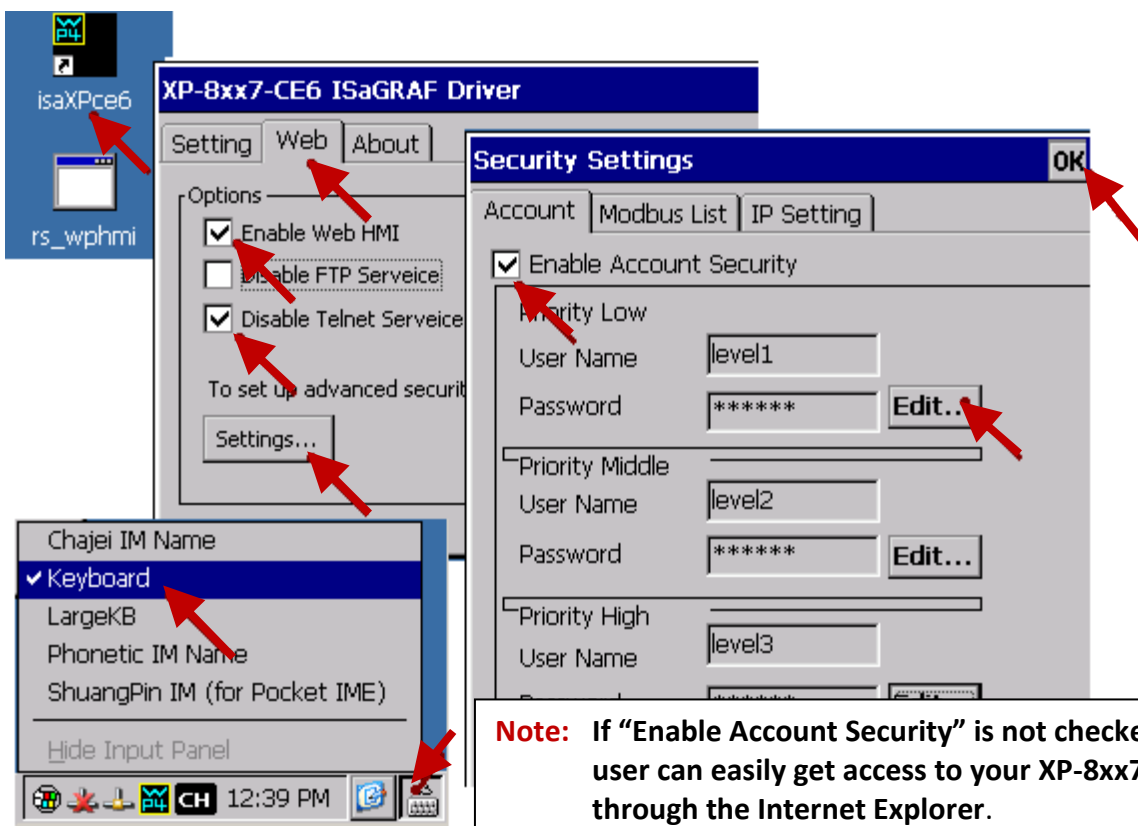 isaXPce6
rs_wphmi
XP-8xx7-CE6 ISaGRAF Driver
Setting Web About
Options
Enable Web HMI
Disable FTP Serveice
Disable Telnet Serveice
To set up advanced securit
Settings...
Security Settings
OK
Account Modbus List IP Setting
Enable Account Security
Priority Low
User Name level1
Password ****** Edit...
Priority Middle
User Name level2
Password ****** Edit...
Priority High
User Name level3
Chajei IM Name
Keyboard
LargeKB
Phonetic IM Name
ShuangPin IM (for Pocket IME)
Hide Input Panel
CH 12:39 PM
Note: If “Enable Account Security” is not checke
user can easily get access to your XP-8xx7
through the Internet Explorer.